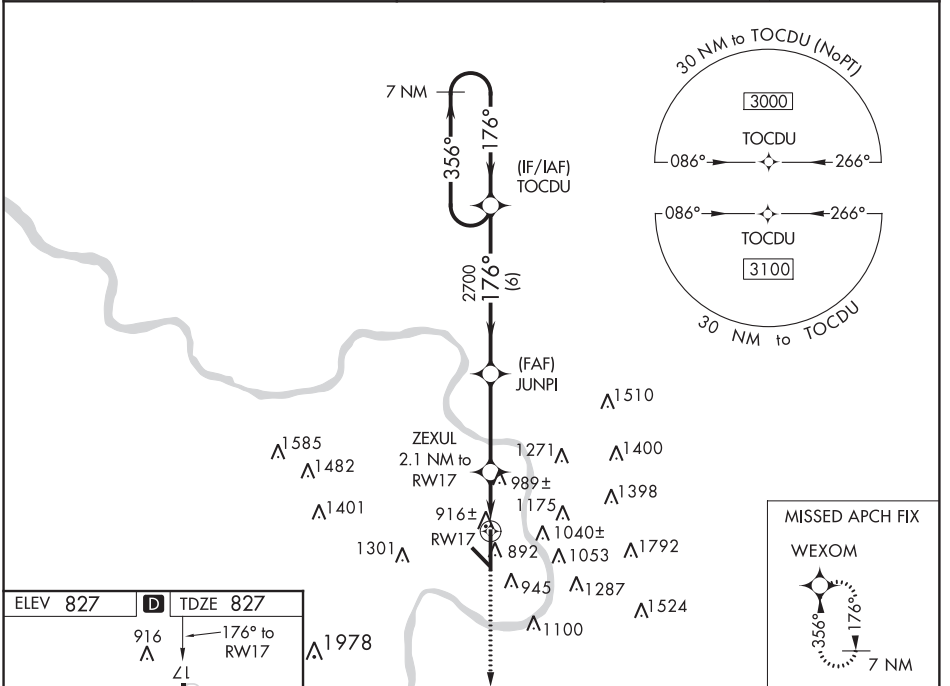 30 NM to TOCDU (NoPT)
3000
TOCDU
086°
266°
086°
266°
TOCDU
3100
30 NM to TOCDU
7 NM
356°
176°
(IF/IAF)
TOCDU
2700
176°
(6)
(FAF)
JUNPI
1510
1585
1482
1401
1301
ZEXUL
2.1 NM to
RW17
1271
1400
989±
1398
916±
1175
RW17
1040±
892
1053
1792
945
1287
1524
1100
1978
MISSED APCH FIX
WEXOM
356°
176°
7 NM
ELEV 827
D
TDZE 827
916
176° to
RW17
17